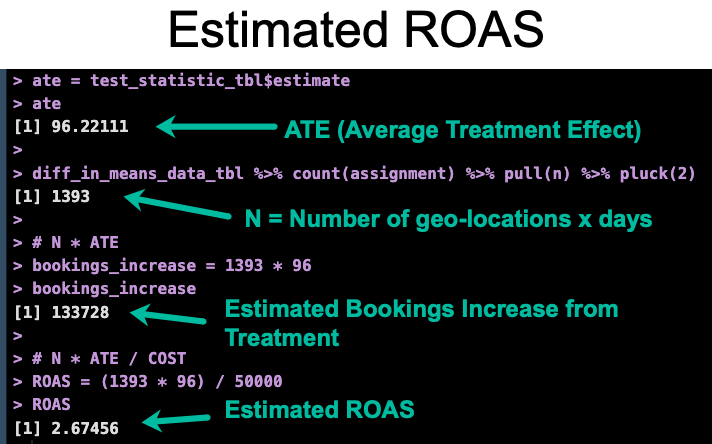 Estimated ROAS
> ate = test_statistic_tbl$estimate
> ate
[1] 96.22111
ATE (Average Treatment Effect)
>
> diff_in_means_data_tbl %>% count(assignment) %>% pull(n) %>% pluck(2)
[1] 1393
N = Number of geo-locations x days
>
> # N * ATE
> bookings_increase = 1393 * 96
> bookings_increase
[1] 133728
Estimated Bookings Increase from
Treatment
>
> # N * ATE / COST
> ROAS = (1393 * 96) / 50000
> ROAS
Estimated ROAS
[1] 2.67456